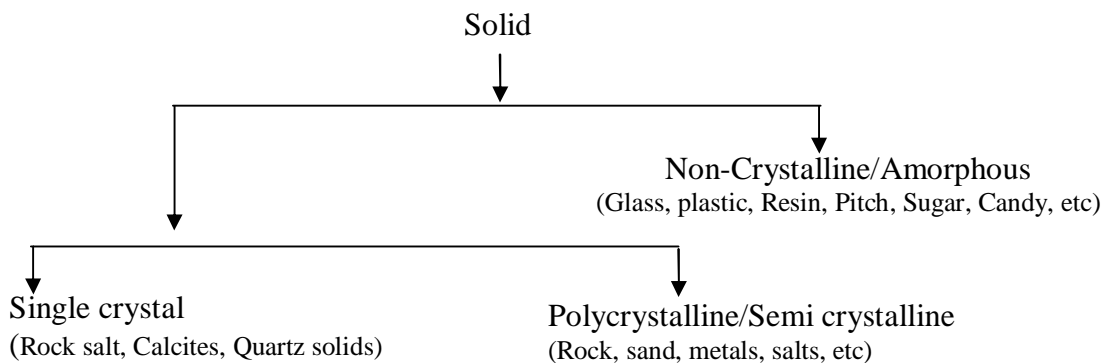 Solid
Non-Crystalline/Amorphous
(Glass, plastic, Resin, Pitch, Sugar, Candy, etc)
Single crystal
(Rock salt, Calcites, Quartz solids)
Polycrystalline/Semi crystalline
(Rock, sand, metals, salts, etc)